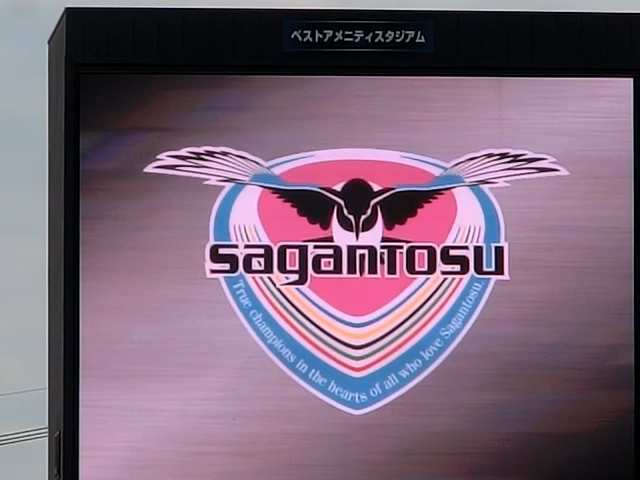 ベストアメニティスタジアム
sagantosu
True champions in the hearts of all who love Sagantosu.